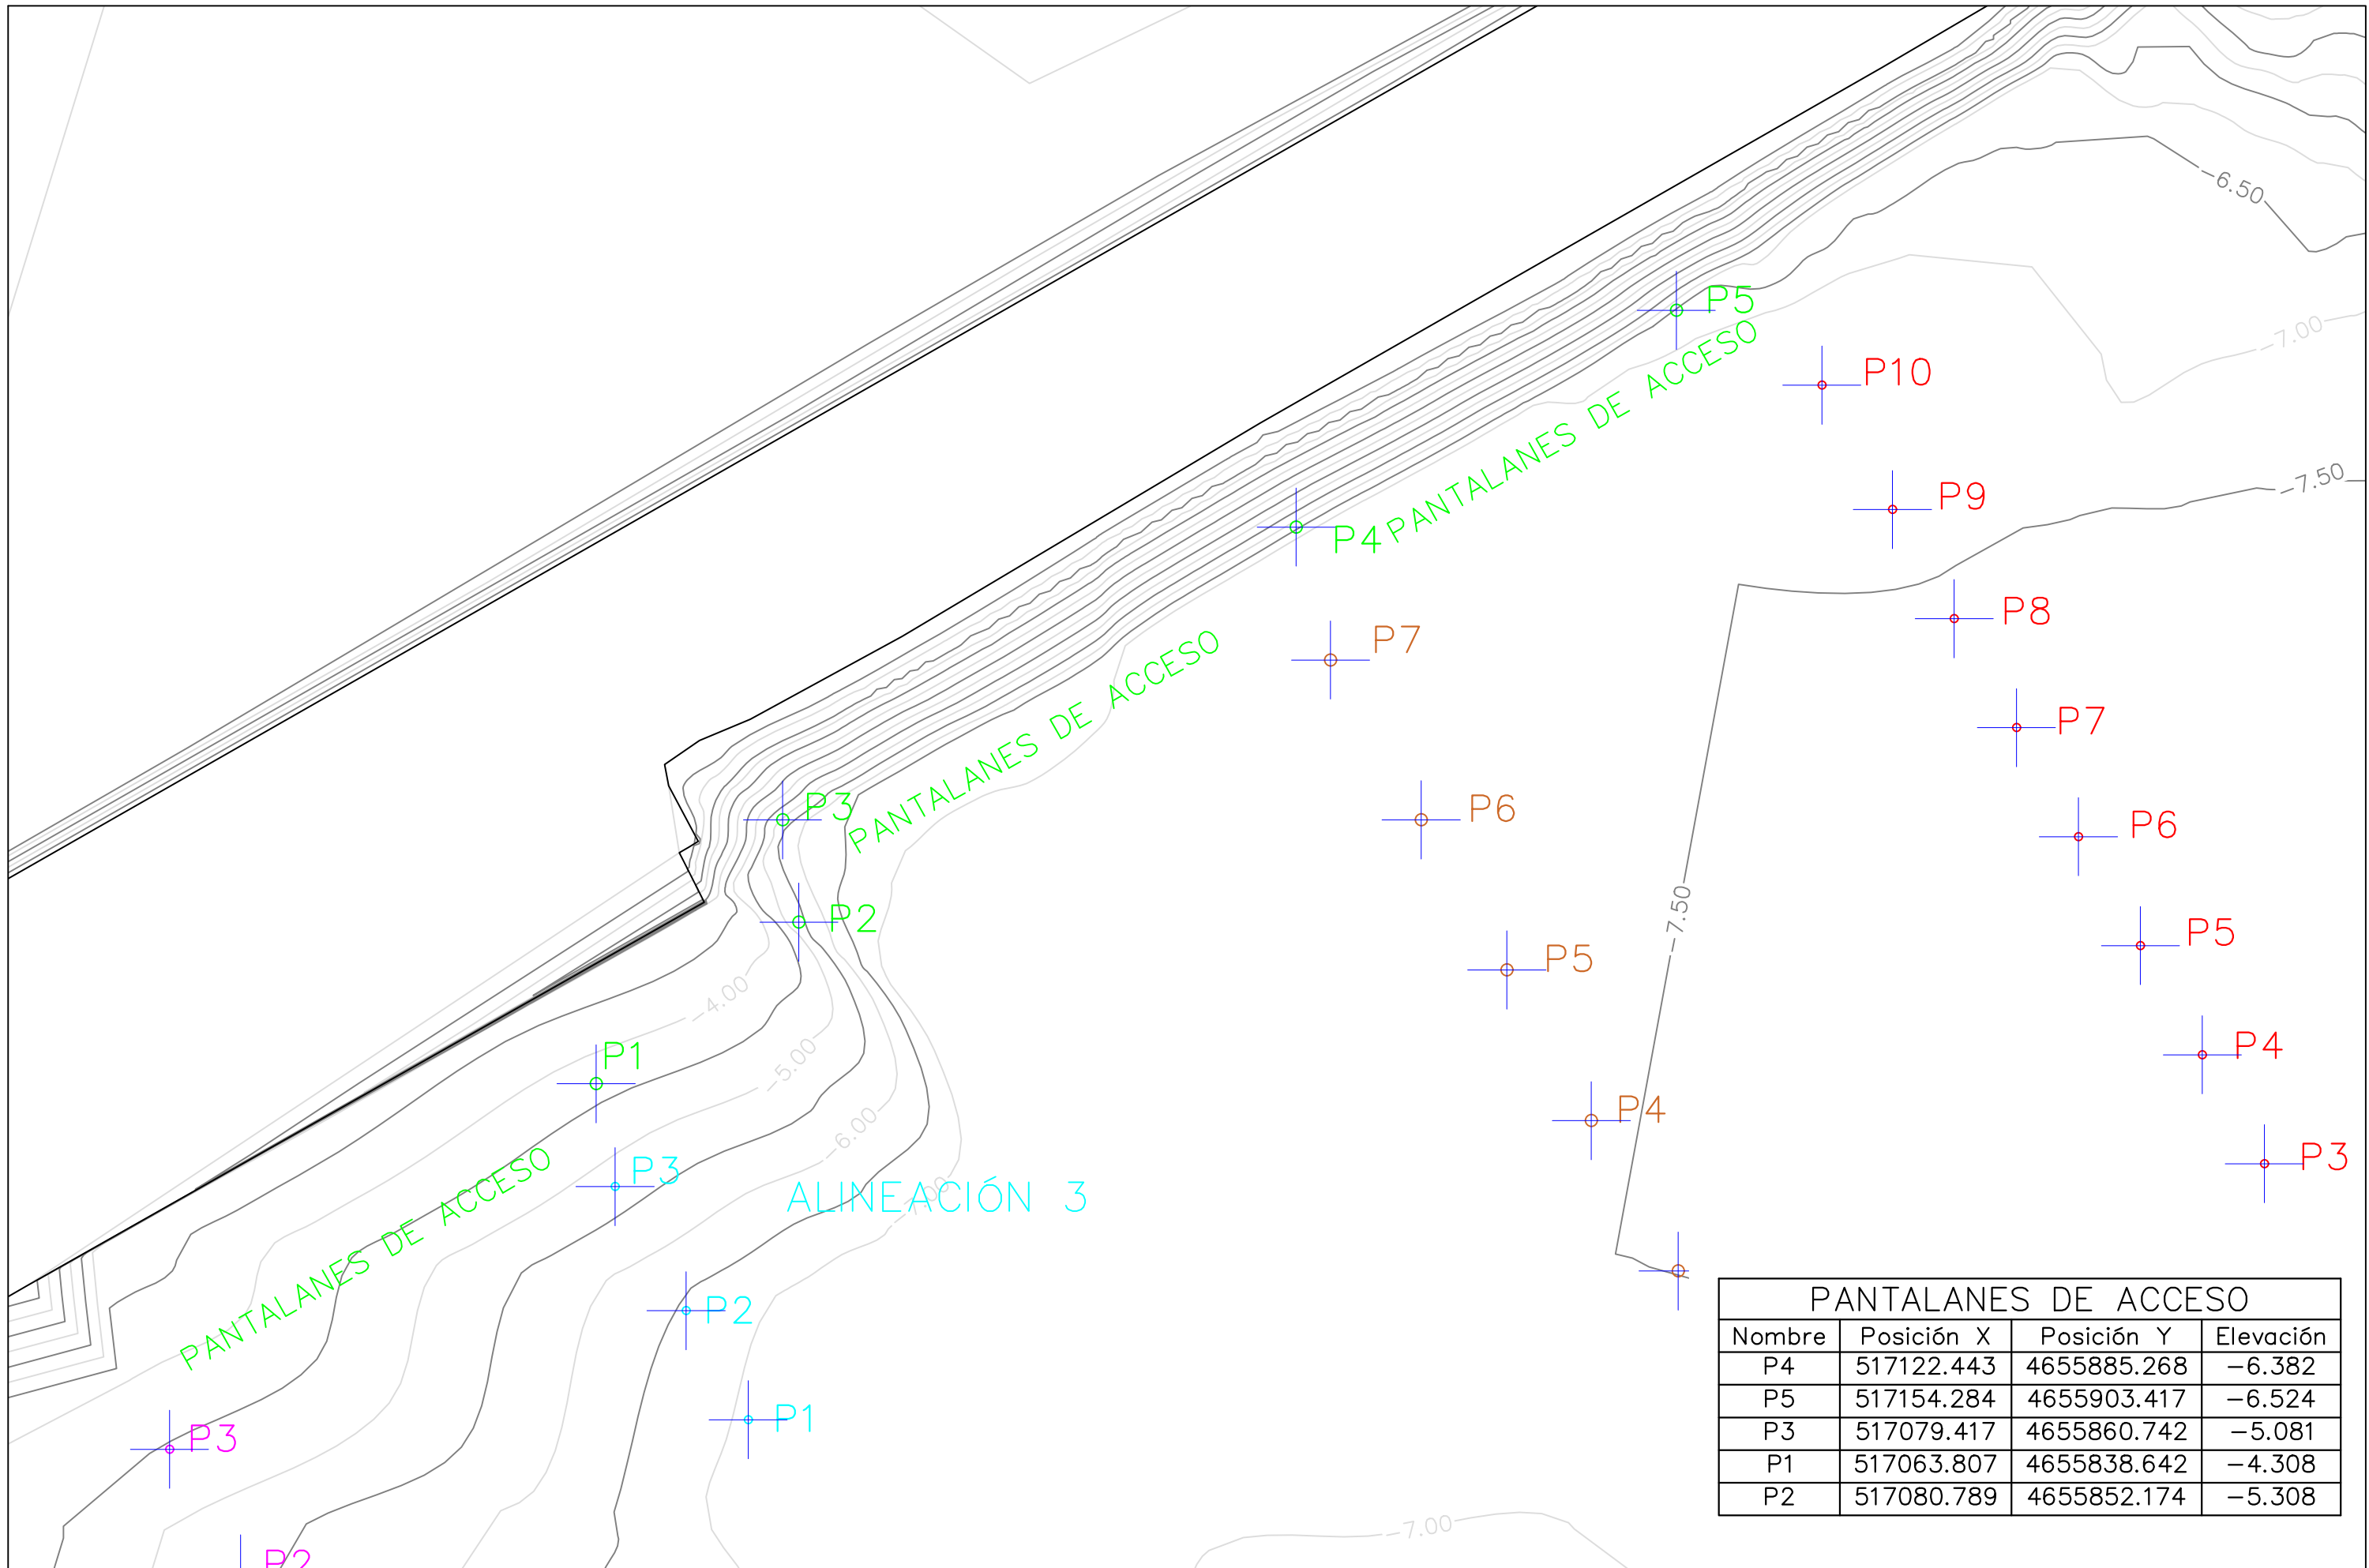 -6.50
P5
-7.00
PANTALANES DE ACCESO
P10
-7.50
P9
P4
P8
P7
PANTALANES DE ACCESO
P7
P3
P6
P6
P2
-7.50
P5
P5
-4.00
P1
-5.00
P4
P4
-6.00
P3
P3
ALINEACIÓN 3
-7.00
PANTALANES DE ACCESO
P2
P1
P3
-7.00
P2
PANTALANES DE ACCESO
Nombre Posición X Posición Y Elevación
P4 517122.443 4655885.268 -6.382
P5 517154.284 4655903.417 -6.524
P3 517079.417 4655860.742 -5.081
P1 517063.807 4655838.642 -4.308
P2 517080.789 4655852.174 -5.308